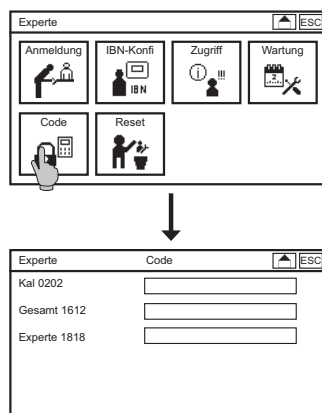 Experte ESC
Anmeldung IBN-Konfi Zugriff Wartung
IBN
2
Code Reset
Experte Code ESC
Kal 0202
Gesamt 1612
Experte 1818